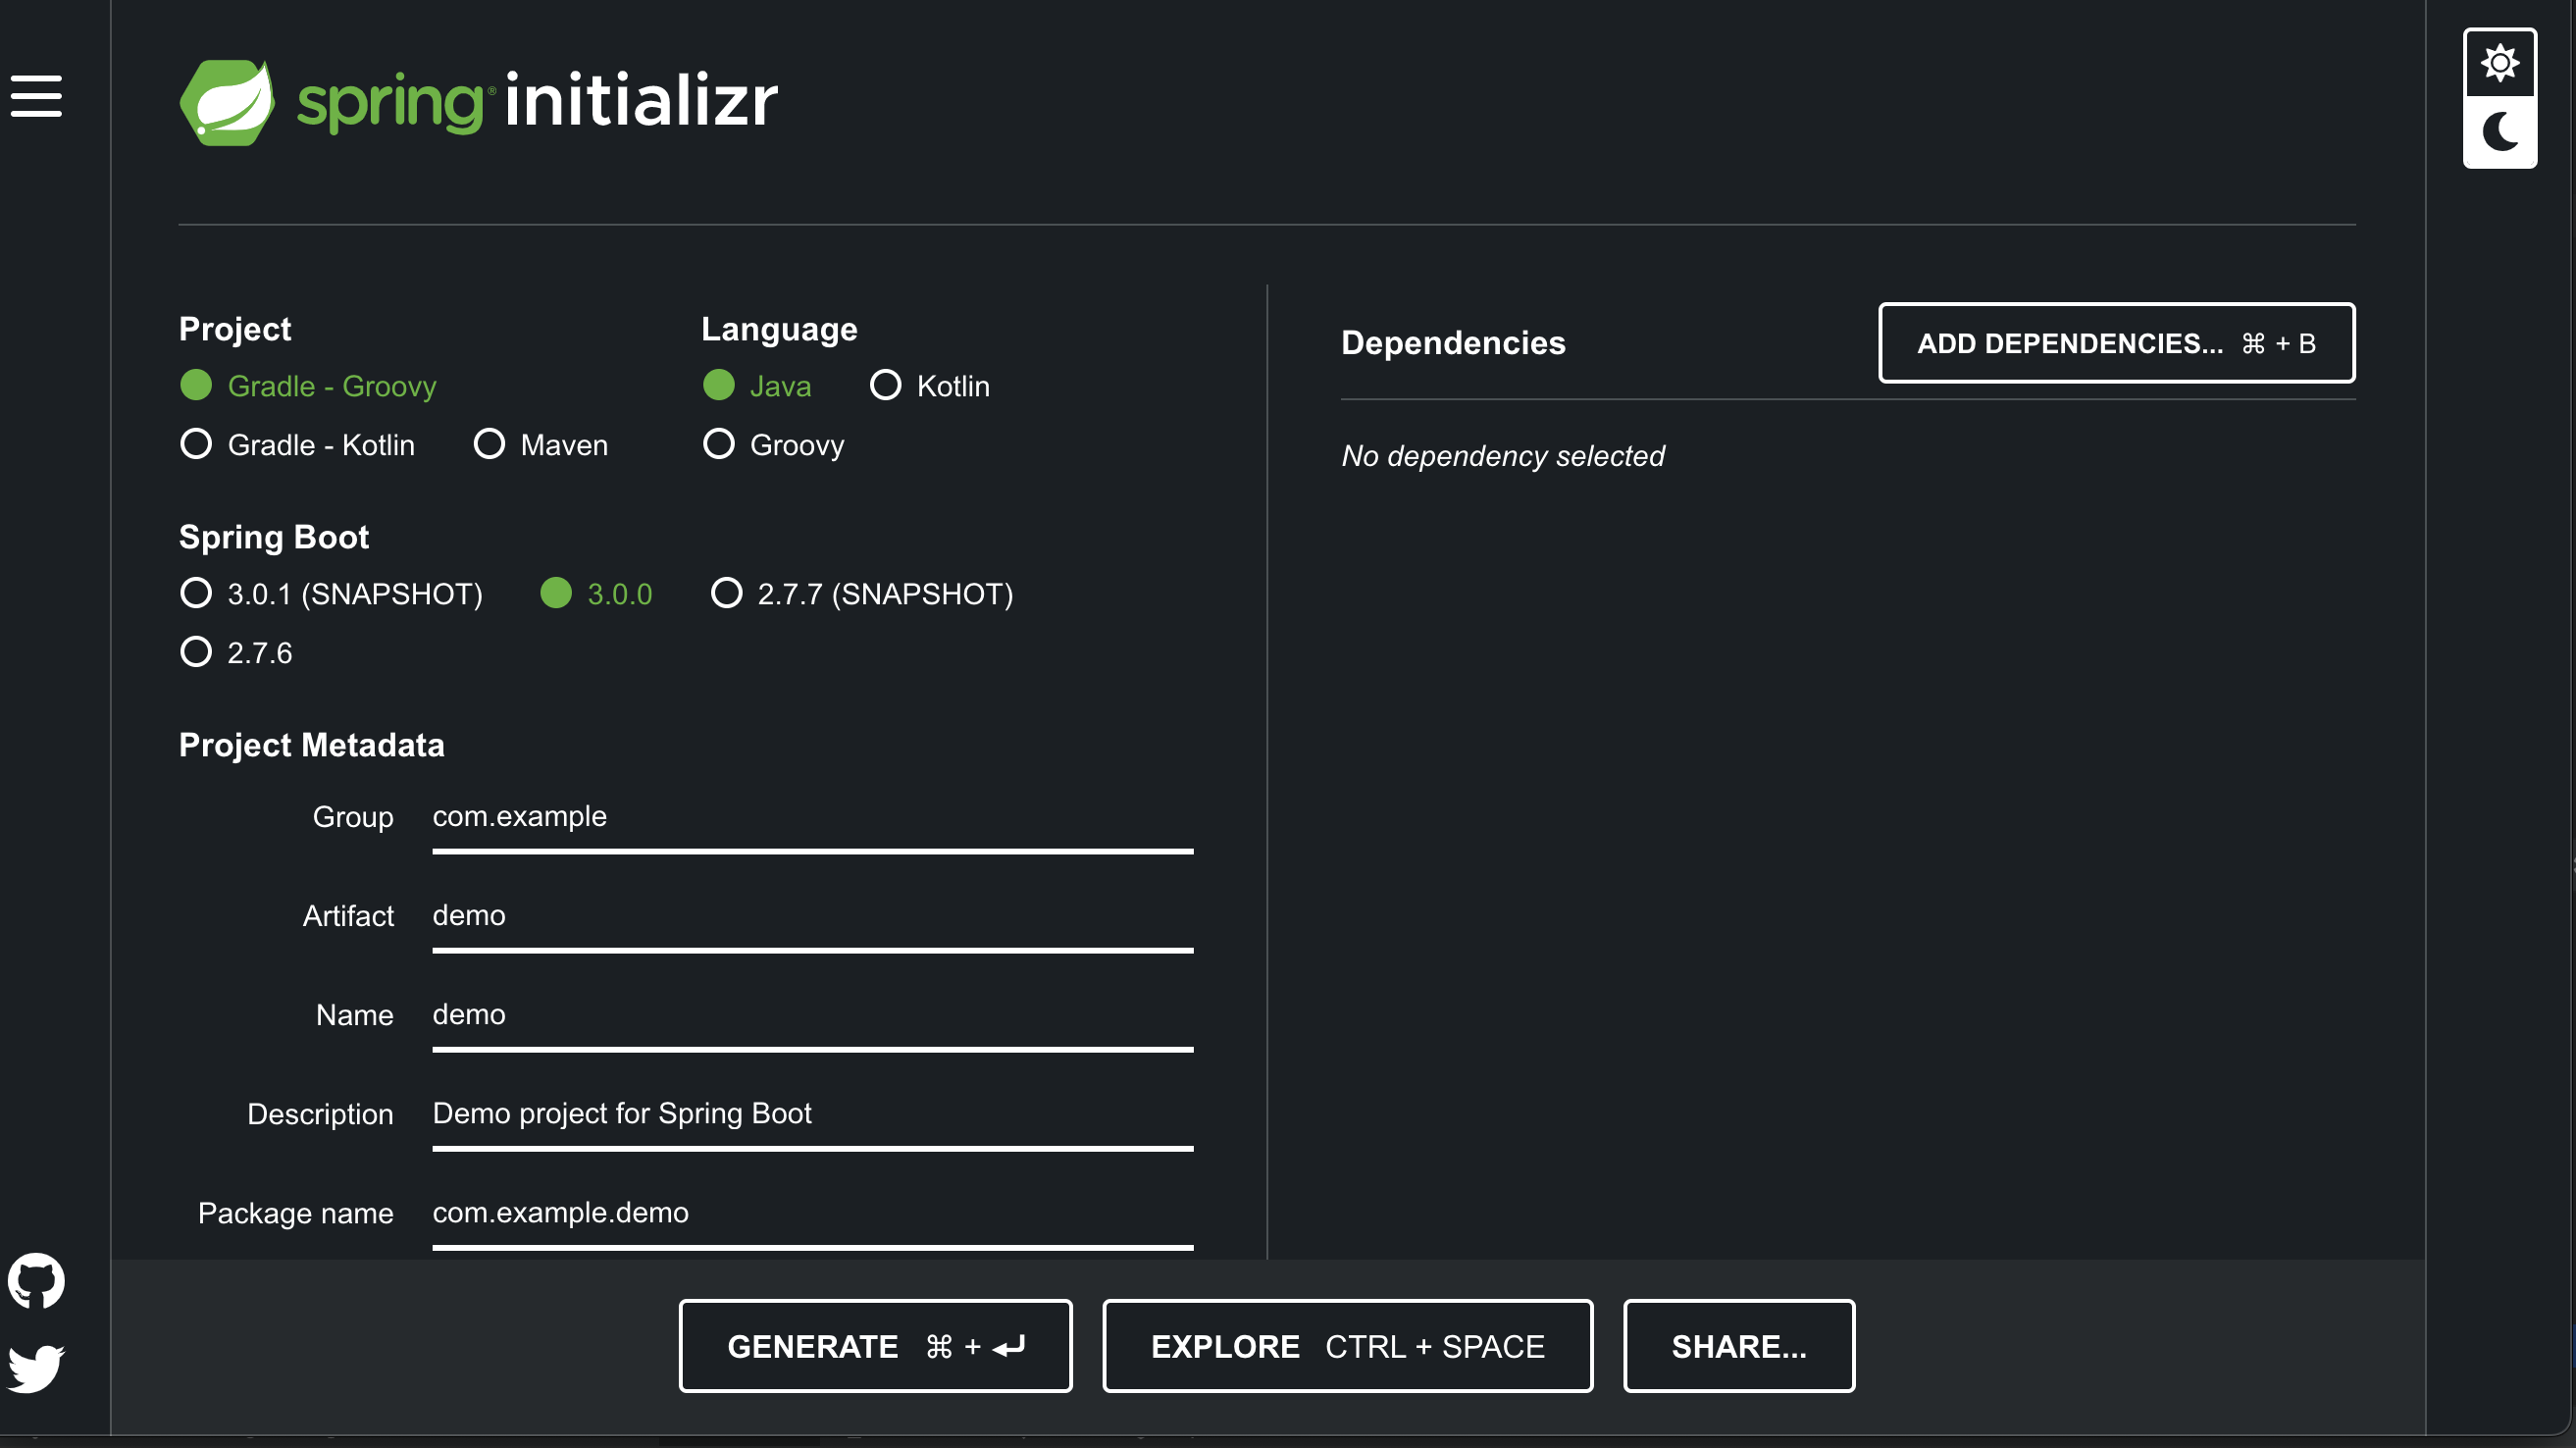 spring® initializr
Project
Gradle - Groovy
Gradle - Kotlin Maven
Language
Java Kotlin
Groovy
Spring Boot
3.0.1 (SNAPSHOT) 3.0.0 2.7.7 (SNAPSHOT)
2.7.6
Project Metadata
Group com.example
Artifact demo
Name demo
Description Demo project for Spring Boot
Package name com.example.demo
Dependencies ADD DEPENDENCIES... ⌘ + B
No dependency selected
GENERATE ⌘ + ⏎ EXPLORE CTRL + SPACE SHARE...